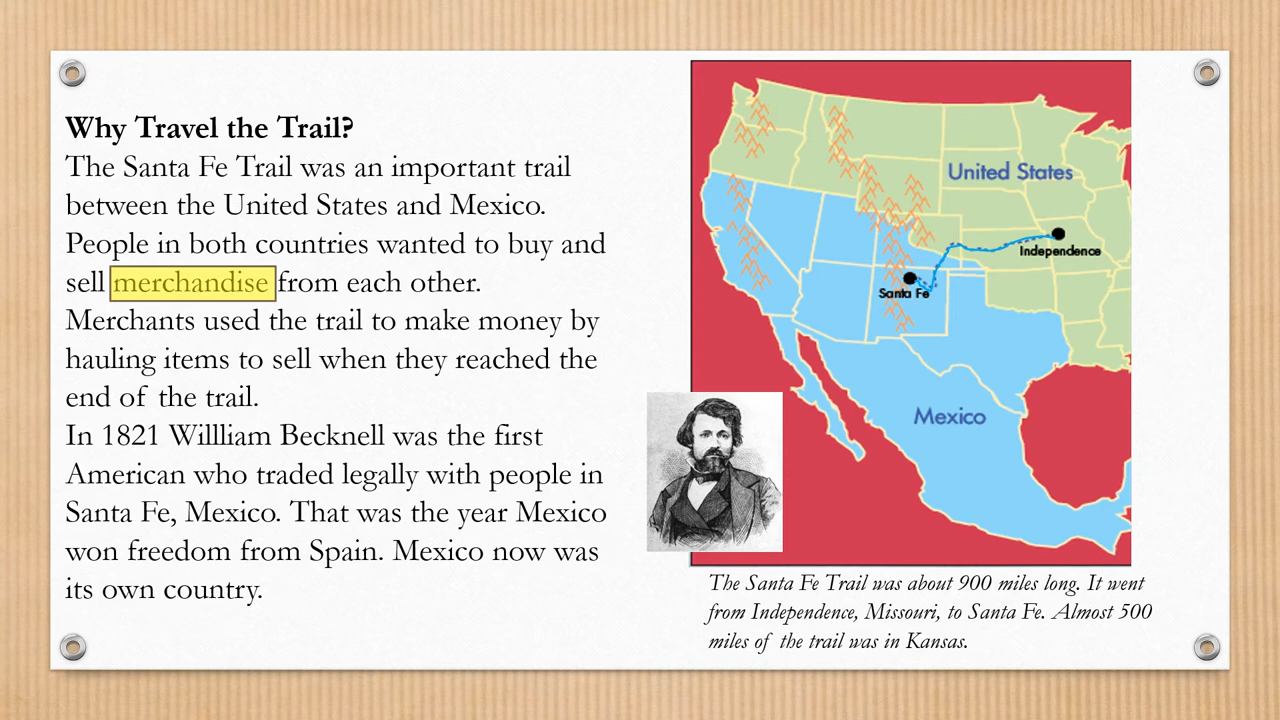 Why Travel the Trail?
The Santa Fe Trail was an important trail
between the United States and Mexico.
People in both countries wanted to buy and
sell merchandise from each other.
Merchants used the trail to make money by
hauling items to sell when they reached the
end of the trail.
In 1821 Willliam Becknell was the first
American who traded legally with people in
Santa Fe, Mexico. That was the year Mexico
won freedom from Spain. Mexico now was
its own country.
United States
Independence
Santa Fe
Mexico
The Santa Fe Trail was about 900 miles long. It went
from Independence, Missouri, to Santa Fe. Almost 500
miles of the trail was in Kansas.